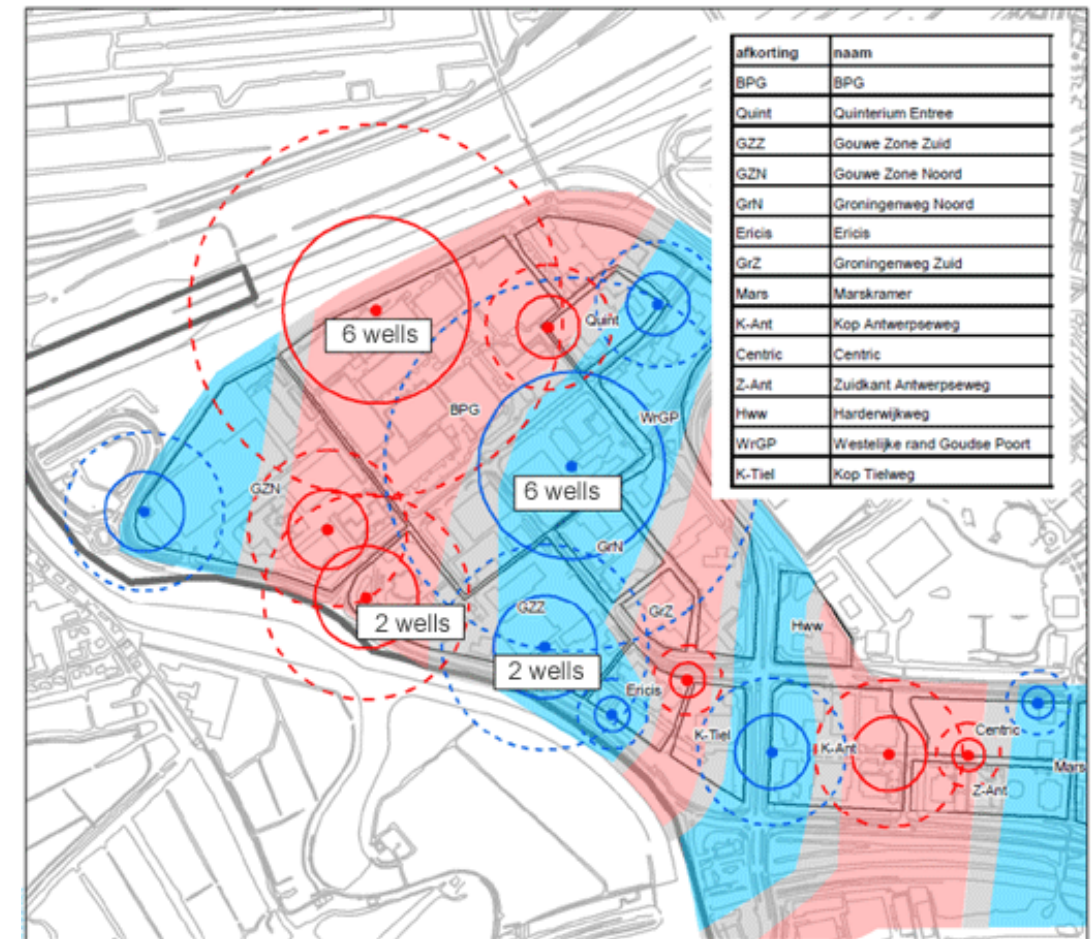 afkorting naam
BPG BPG
Quint Quinterium Entree
GZZ Gouwe Zone Zuid
GZN Gouwe Zone Noord
GrN Groningenweg Noord
Ericis Ericis
GrZ Groningenweg Zuid
Mars Marskramer
K-Ant Kop Antwerpseweg
Centric Centric
Z-Ant Zuidkant Antwerpseweg
Hww Harderwijkweg
WrGP Westelijke rand Goudse Poort
K-Tiel Kop Tielweg
Quint
6 wells
BPG
WrGP
GZN
6 wells
GrN
GZZ
GrZ
2 wells
Hww
2 wells
Ericis
K-Tiel
K-Ant
Centric
Mars
Z-Ant